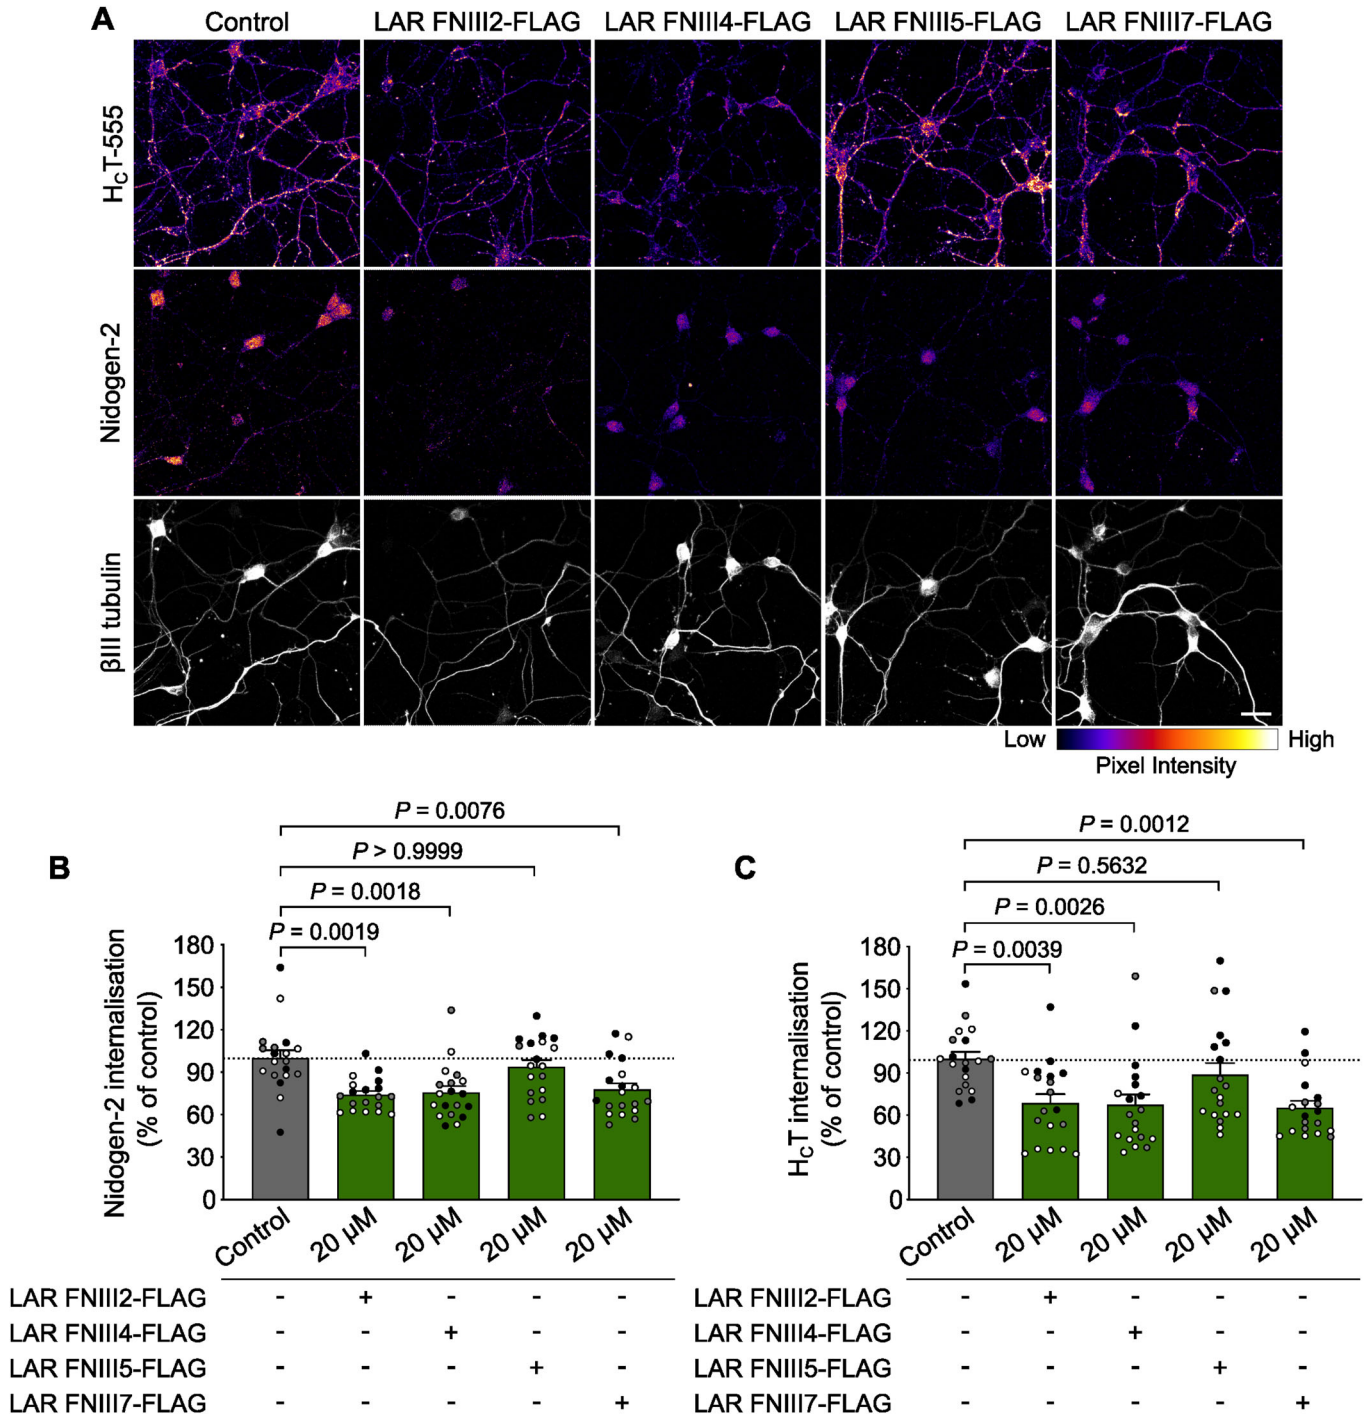 A
Control LAR FNIII2-FLAG LAR FNIII4-FLAG LAR FNIII5-FLAG LAR FNIII7-FLAG
HCT-555
Nidogen-2
βIII tubulin
Low High
Pixel Intensity
B
P = 0.0076
P > 0.9999
P = 0.0018
P = 0.0019
Nidogen-2 internalisation
(% of control)
180
150
120
90
60
30
0
Control 20 µM 20 µM 20 µM 20 µM
LAR FNIII2-FLAG - + - - -
LAR FNIII4-FLAG - - + - -
LAR FNIII5-FLAG - - - + -
LAR FNIII7-FLAG - - - - +
C
P = 0.0012
P = 0.5632
P = 0.0026
P = 0.0039
HCT internalisation
(% of control)
180
150
120
90
60
30
0
Control 20 µM 20 µM 20 µM 20 µM
LAR FNIII2-FLAG - + - - -
LAR FNIII4-FLAG - - + - -
LAR FNIII5-FLAG - - - + -
LAR FNIII7-FLAG - - - - +